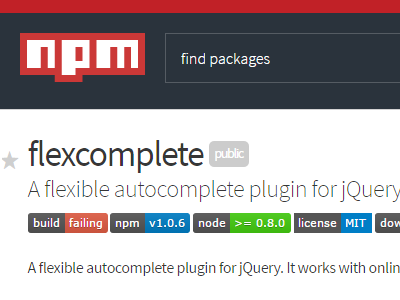 npm
find packages
flexcomplete public
A flexible autocomplete plugin for jQuery
build failing npm v1.0.6 node >= 0.8.0 license MIT dow
A flexible autocomplete plugin for jQuery. It works with onlin